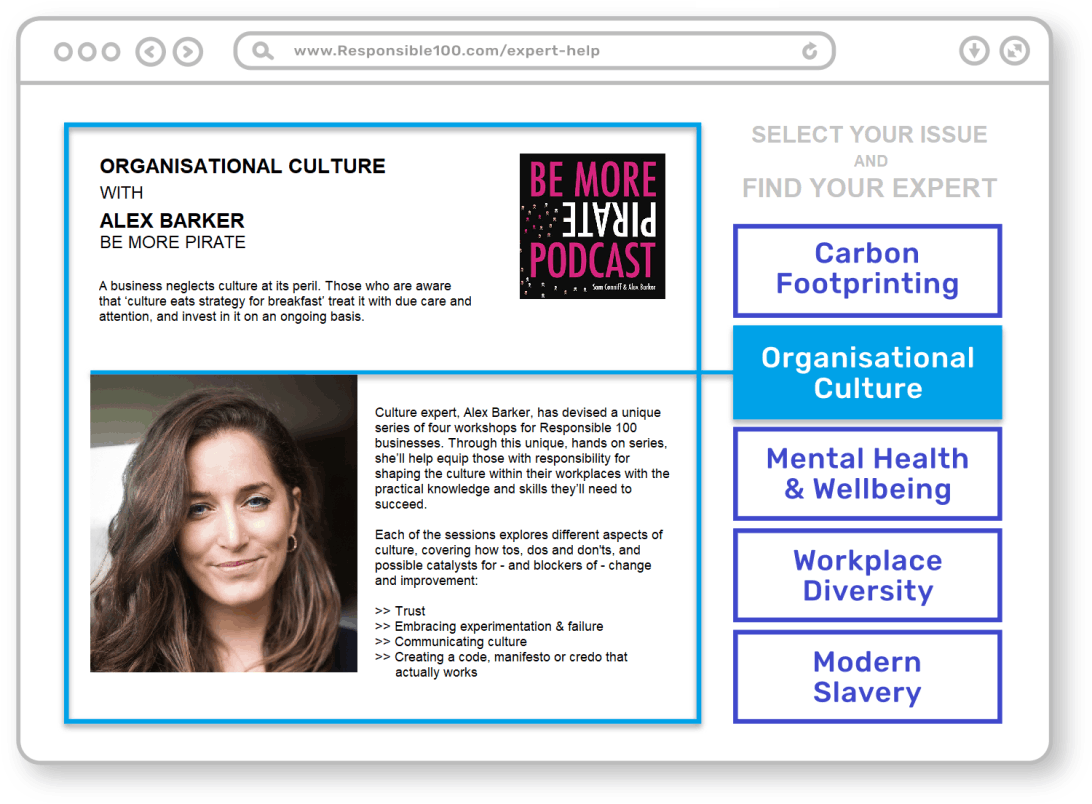 www.Responsible100.com/expert-help
ORGANISATIONAL CULTURE
WITH
ALEX BARKER
BE MORE PIRATE
A business neglects culture at its peril. Those who are aware
that ‘culture eats strategy for breakfast’ treat it with due care and
attention, and invest in it on an ongoing basis.
BE MORE
PIRATE
PODCAST
Sam Conniff & Alex Barker
Culture expert, Alex Barker, has devised a unique
series of four workshops for Responsible 100
businesses. Through this unique, hands on series,
she’ll help equip those with responsibility for
shaping the culture within their workplaces with the
practical knowledge and skills they’ll need to
succeed.
Each of the sessions explores different aspects of
culture, covering how tos, dos and don'ts, and
possible catalysts for - and blockers of - change
and improvement:
>> Trust
>> Embracing experimentation & failure
>> Communicating culture
>> Creating a code, manifesto or credo that
actually works
SELECT YOUR ISSUE
AND
FIND YOUR EXPERT
Carbon
Footprinting
Organisational
Culture
Mental Health
& Wellbeing
Workplace
Diversity
Modern
Slavery